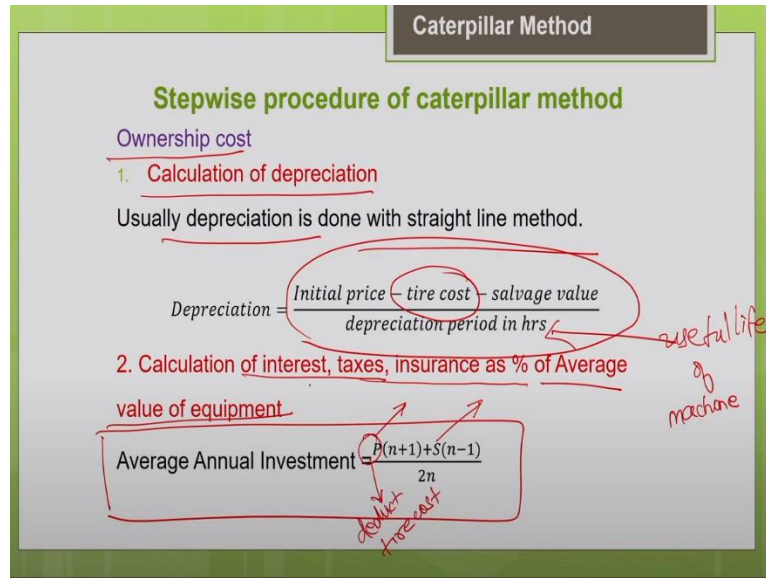 Caterpillar Method
Stepwise procedure of caterpillar method
Ownership cost
1. Calculation of depreciation
Usually depreciation is done with straight line method.
Depreciation = (Initial price − tire cost − salvage value) / (depreciation period in hrs)
useful life
of
machine
2. Calculation of interest, taxes, insurance as % of Average
value of equipment
Average Annual Investment = (P(n+1)+S(n−1)) / 2n
deduct
tire cost